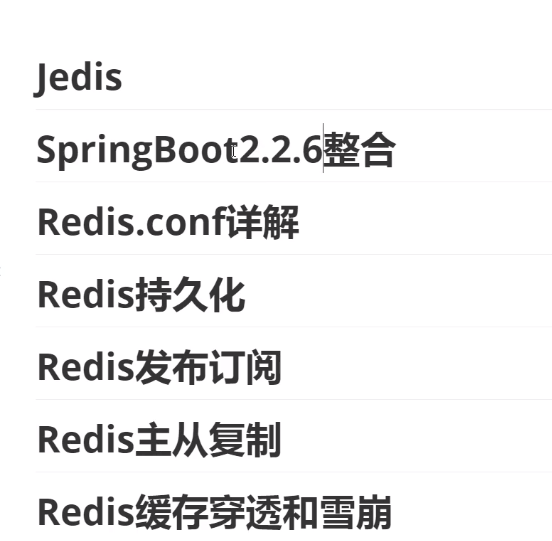 Jedis
SpringBoot2.2.6整合
Redis.conf详解
Redis持久化
Redis发布订阅
Redis主从复制
Redis缓存穿透和雪崩